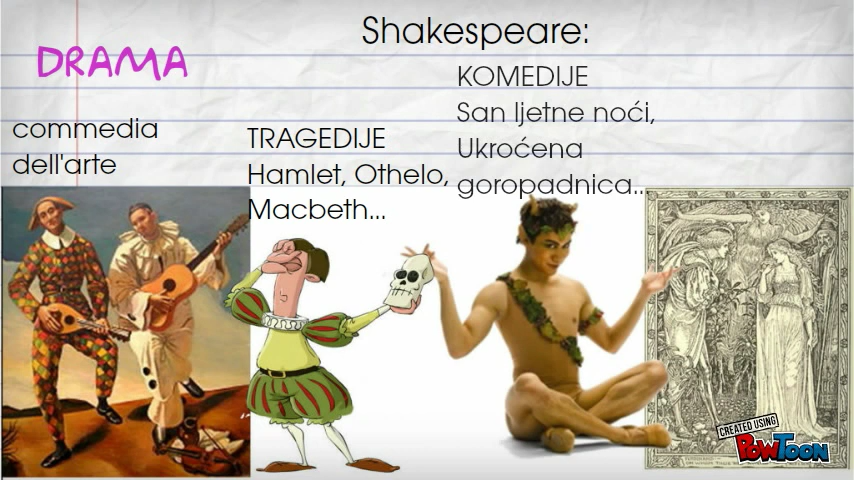 Shakespeare:
DRAMA
commedia
dell'arte
TRAGEDIJE
Hamlet, Othelo,
Macbeth...
KOMEDIJE
San ljetne noći,
Ukroćena
goropadnica...
CREATED USING
POWTOON